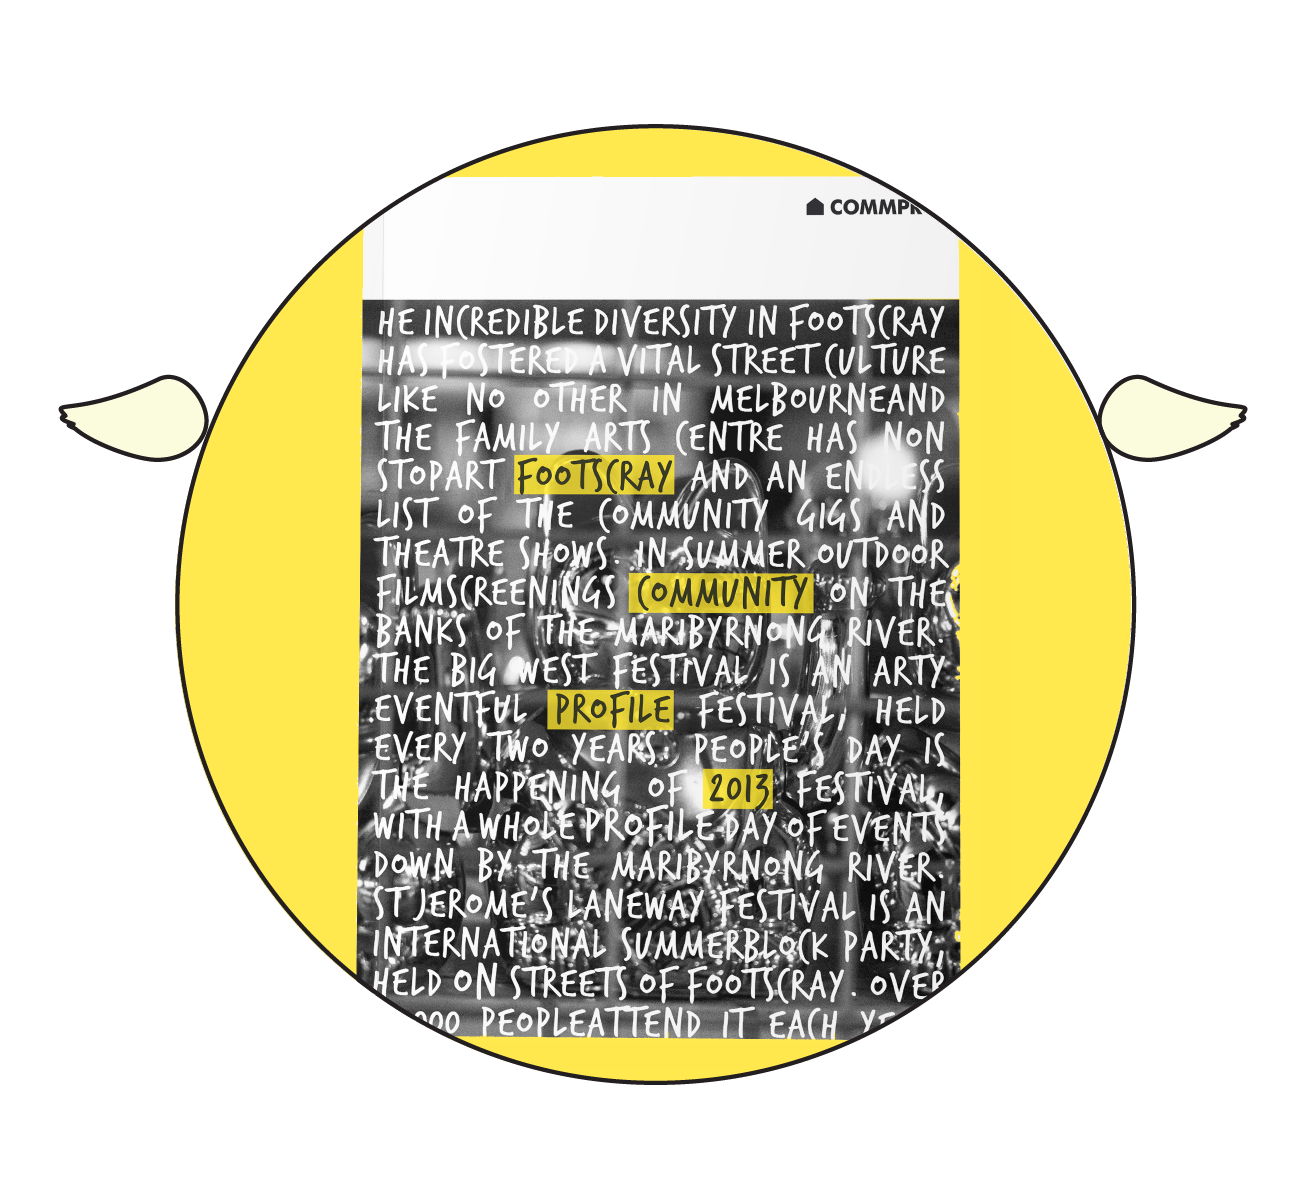 COMMPR
HE INCREDIBLE DIVERSITY IN FOOTSCRAY
HAS FOSTERED A VITAL STREET CULTURE
LIKE NO OTHER IN MELBOURNEAND
THE FAMILY ARTS CENTRE HAS NON
STOPART FOOTSCRAY AND AN ENDLESS
LIST OF THE COMMUNITY GIGS AND
THEATRE SHOWS. IN SUMMER OUTDOOR
FILMSCREENINGS COMMUNITY ON THE
BANKS OF THE MARIBYRNONG RIVER.
THE BIG WEST FESTIVAL IS AN ARTY
EVENTFUL PROFILE FESTIVAL, HELD
EVERY TWO YEARS. PEOPLE'S DAY IS
THE HAPPENING OF 2013 FESTIVAL,
WITH A WHOLE PROFILE DAY OF EVENTS
DOWN BY THE MARIBYRNONG RIVER.
ST JEROME'S LANEWAY FESTIVAL IS AN
INTERNATIONAL SUMMERBLOCK PARTY,
HELD ON STREETS OF FOOTSCRAY. OVER
000 PEOPLEATTEND IT EACH YE